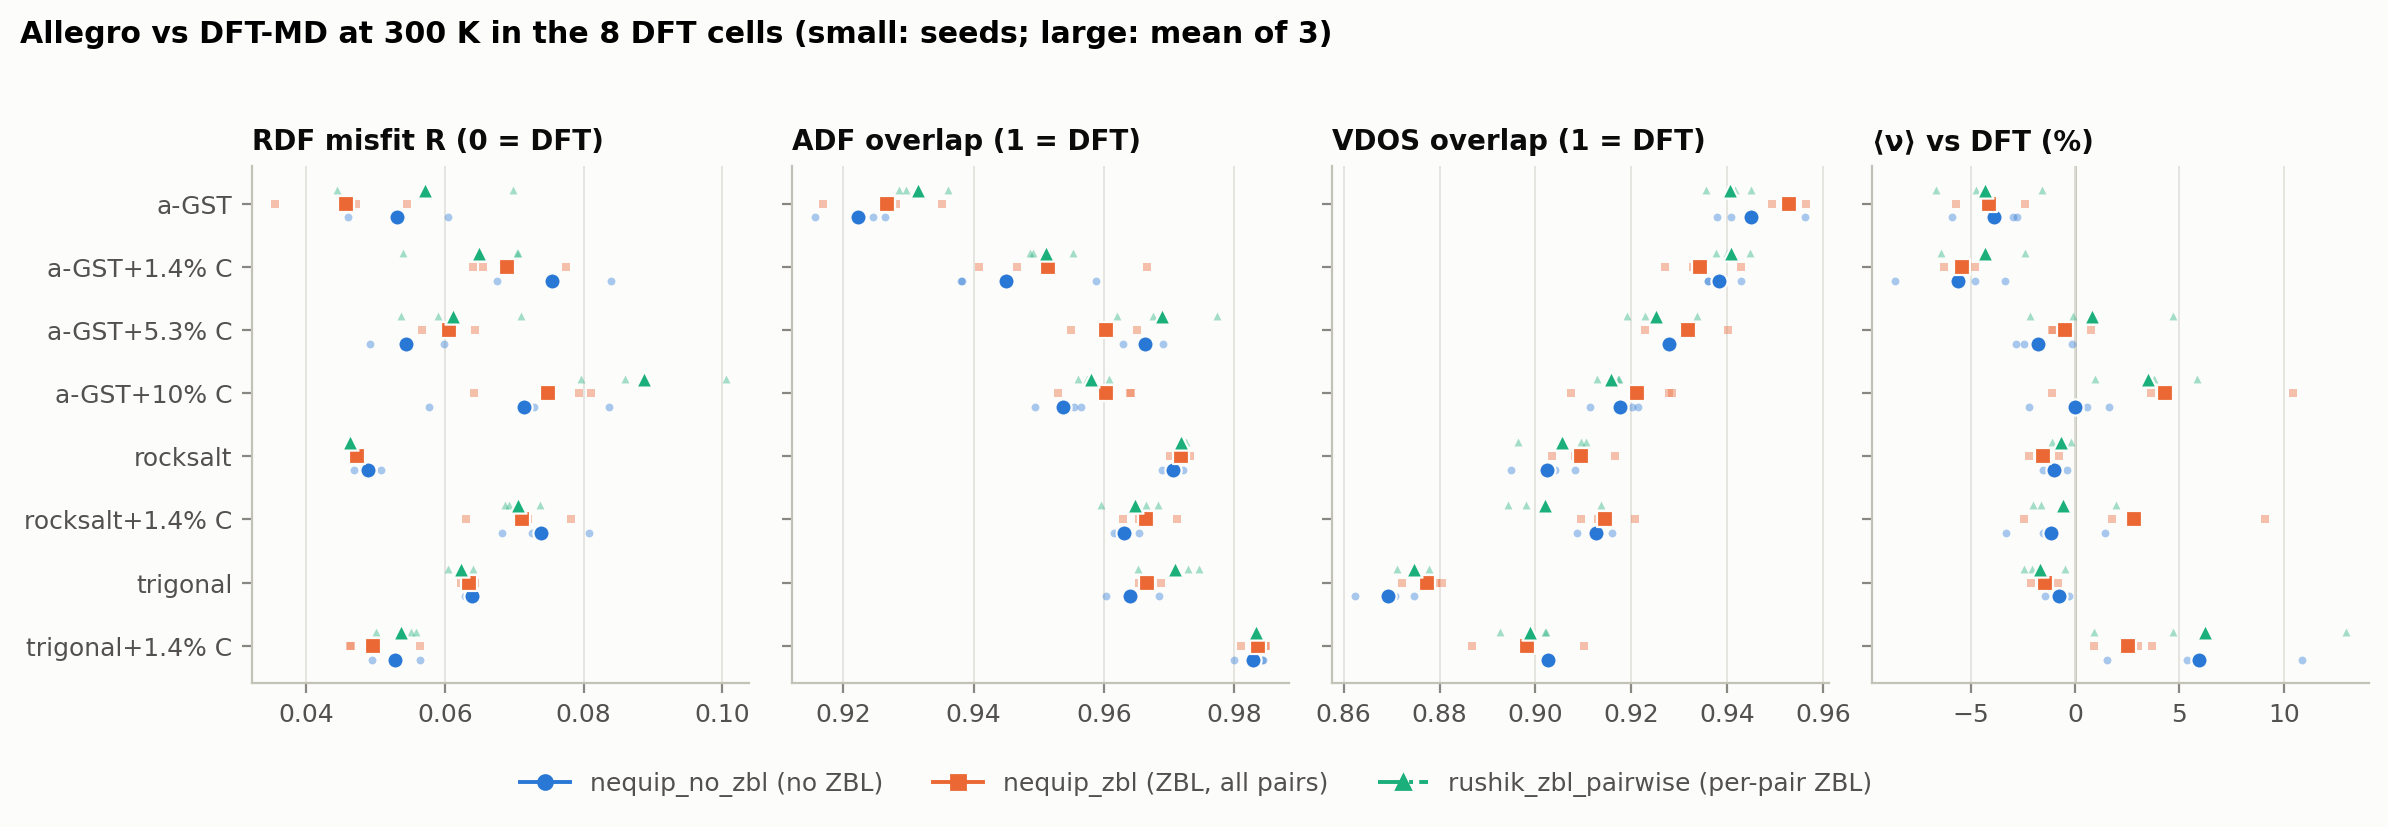 Allegro vs DFT-MD at 300 K in the 8 DFT cells (small: seeds; large: mean of 3)
RDF misfit R (0 = DFT)
ADF overlap (1 = DFT)
VDOS overlap (1 = DFT)
⟨ν⟩ vs DFT (%)
a-GST
a-GST+1.4% C
a-GST+5.3% C
a-GST+10% C
rocksalt
rocksalt+1.4% C
trigonal
trigonal+1.4% C
0.04 0.06 0.08 0.10
0.92 0.94 0.96 0.98
0.86 0.88 0.90 0.92 0.94 0.96
−5 0 5 10
nequip_no_zbl (no ZBL)
nequip_zbl (ZBL, all pairs)
rushik_zbl_pairwise (per-pair ZBL)